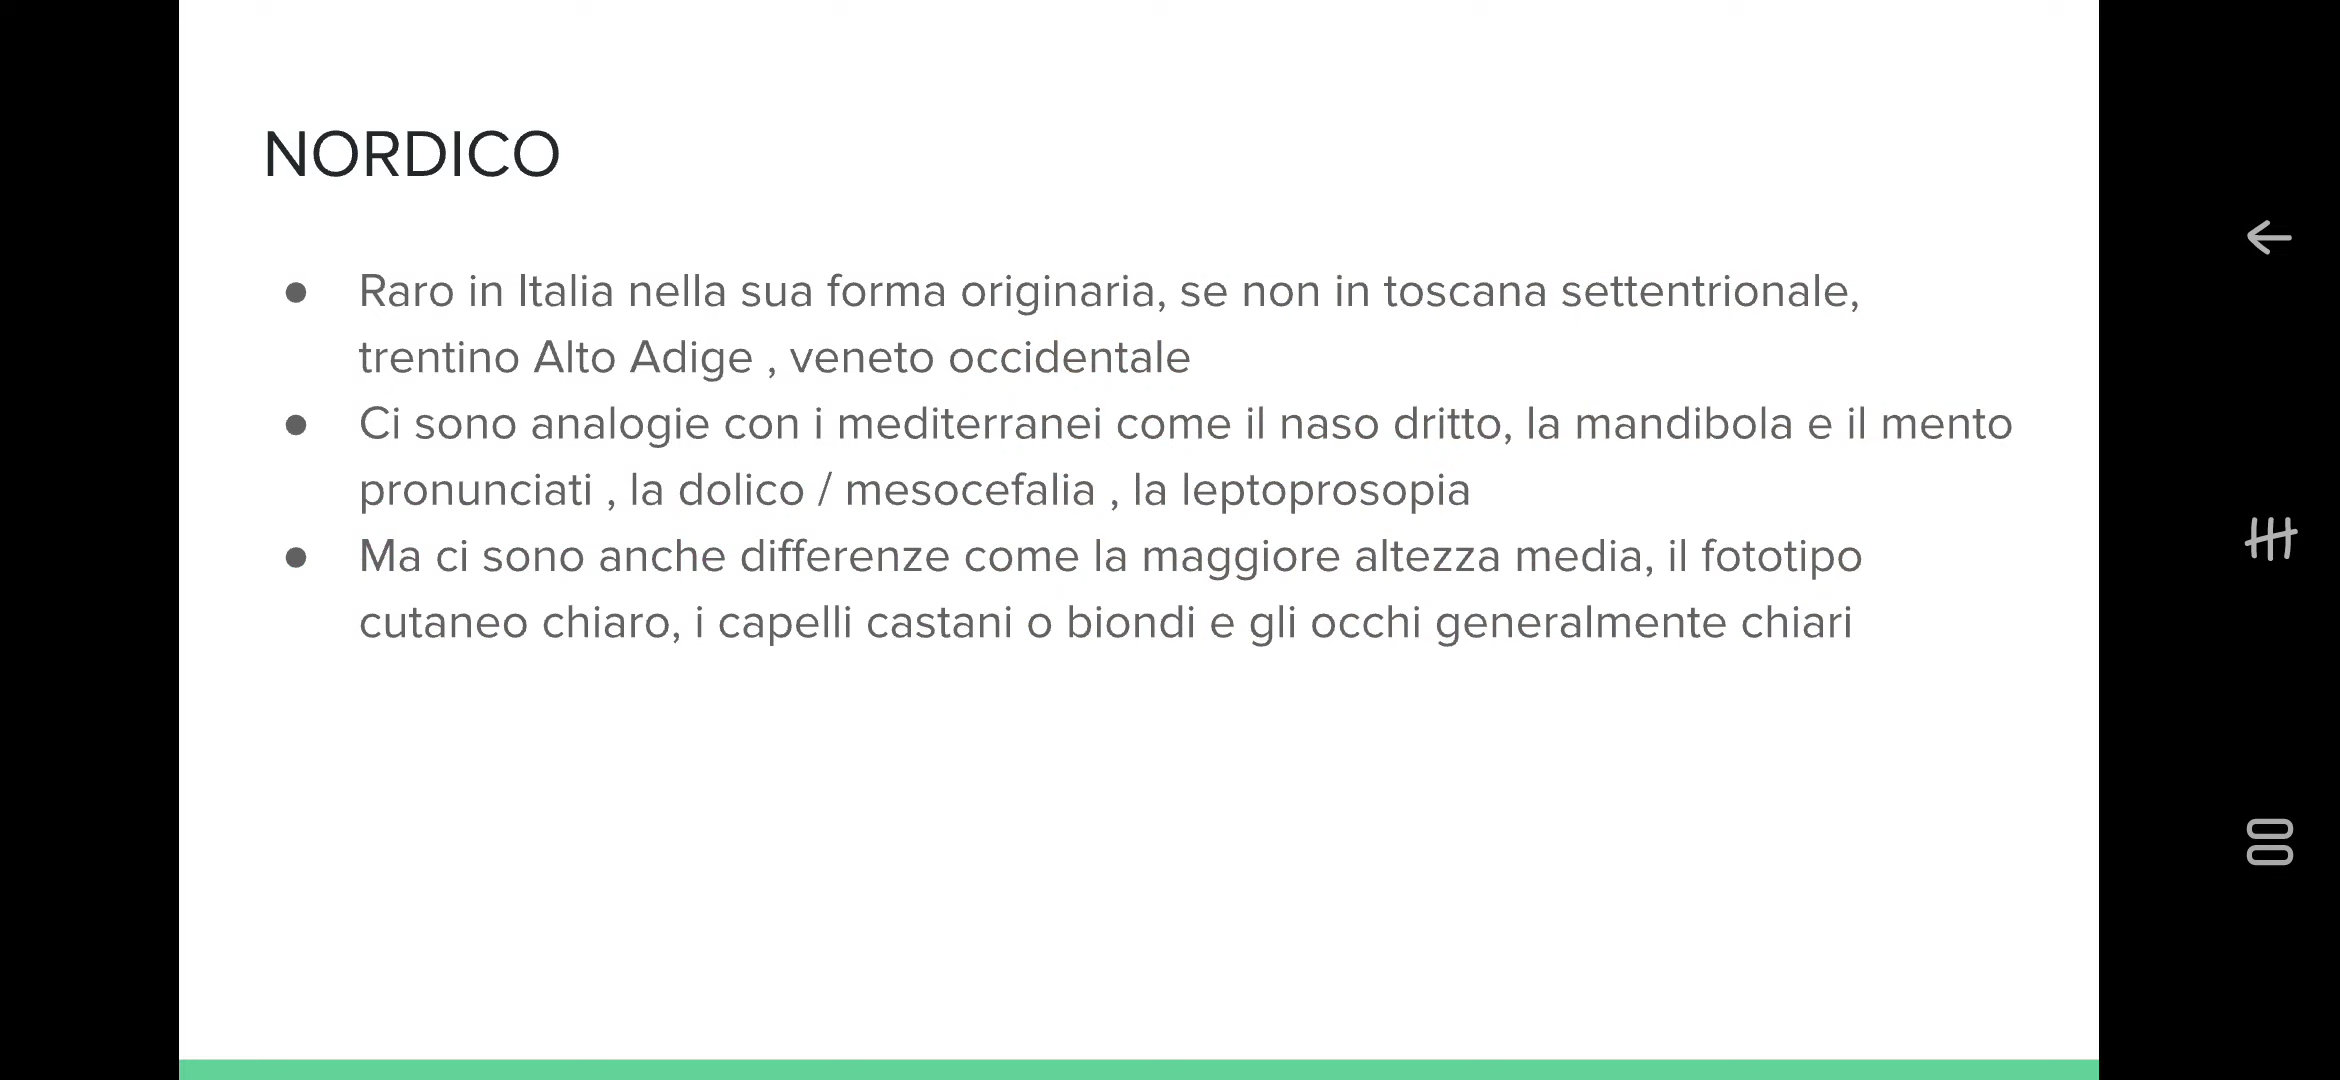 NORDICO
● Raro in Italia nella sua forma originaria, se non in toscana settentrionale,
trentino Alto Adige , veneto occidentale
● Ci sono analogie con i mediterranei come il naso dritto, la mandibola e il mento
pronunciati , la dolico / mesocefalia , la leptoprosopia
● Ma ci sono anche differenze come la maggiore altezza media, il fototipo
cutaneo chiaro, i capelli castani o biondi e gli occhi generalmente chiari